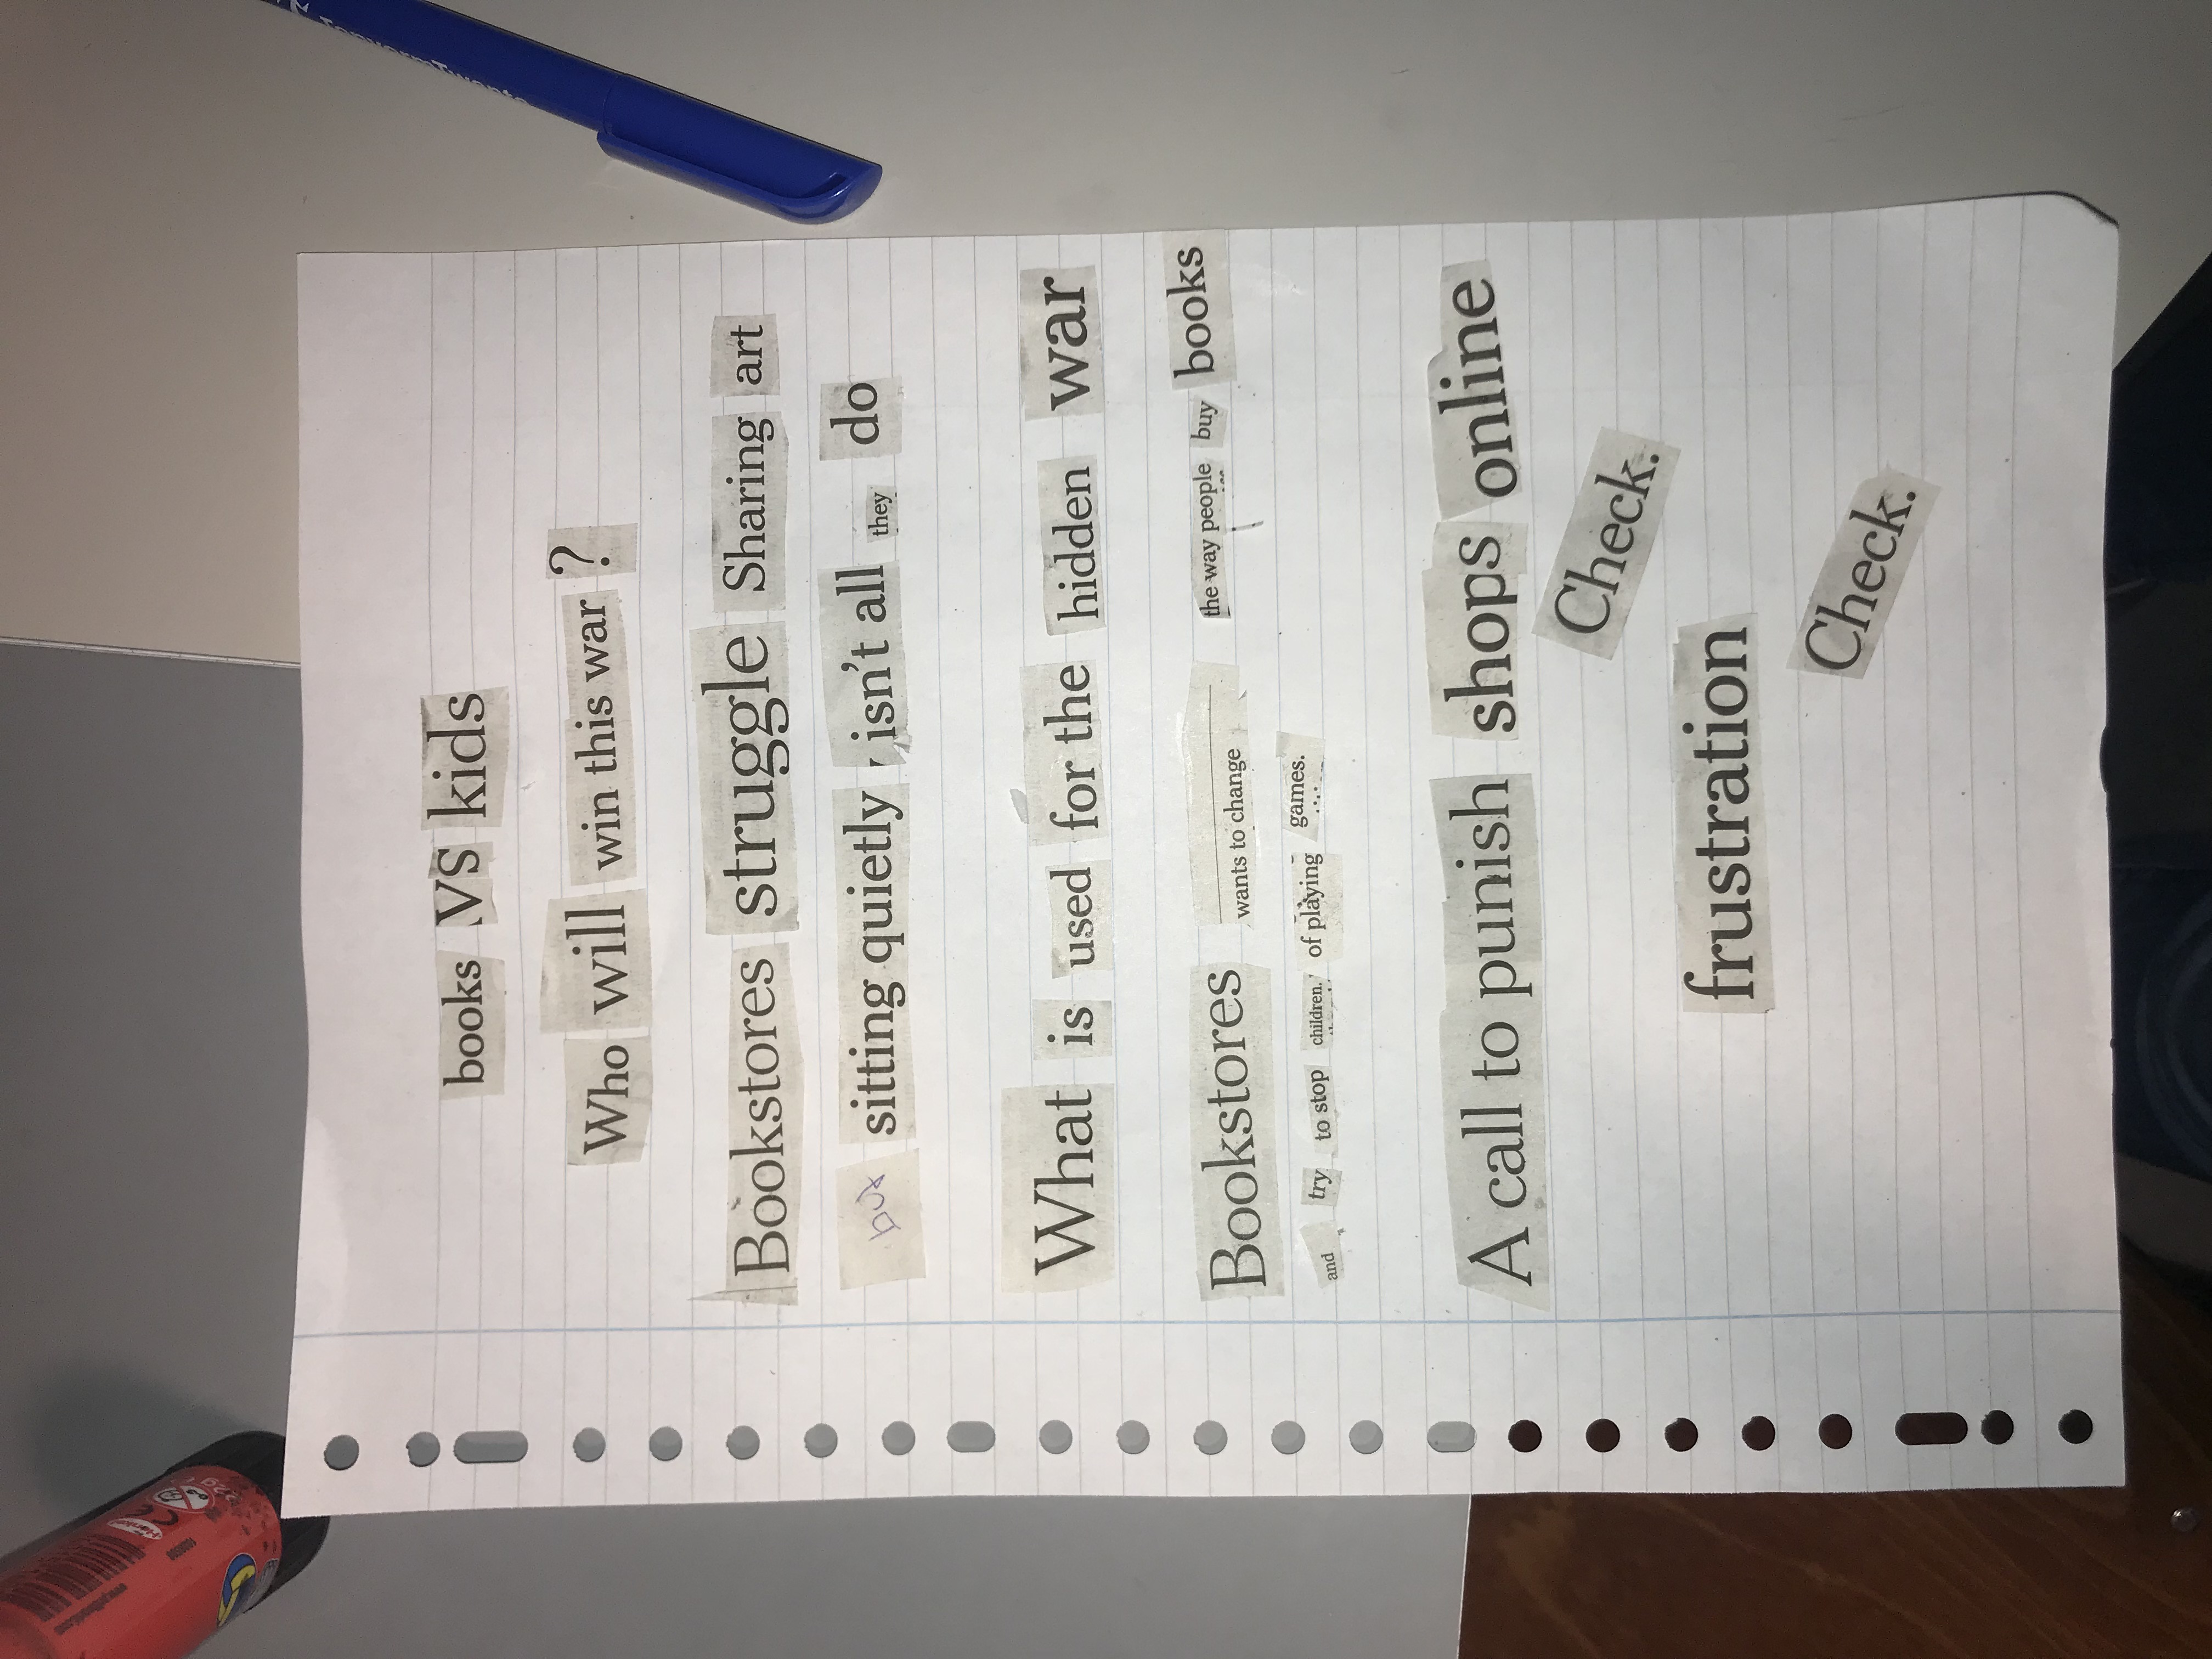 books VS kids
Who will win this war ?
Bookstores struggle Sharing art
but sitting quietly isn't all they do
What is used for the hidden war
Bookstores wants to change the way people buy books
and try to stop children. of playing games.
A call to punish shops online
Check.
frustration
Check.